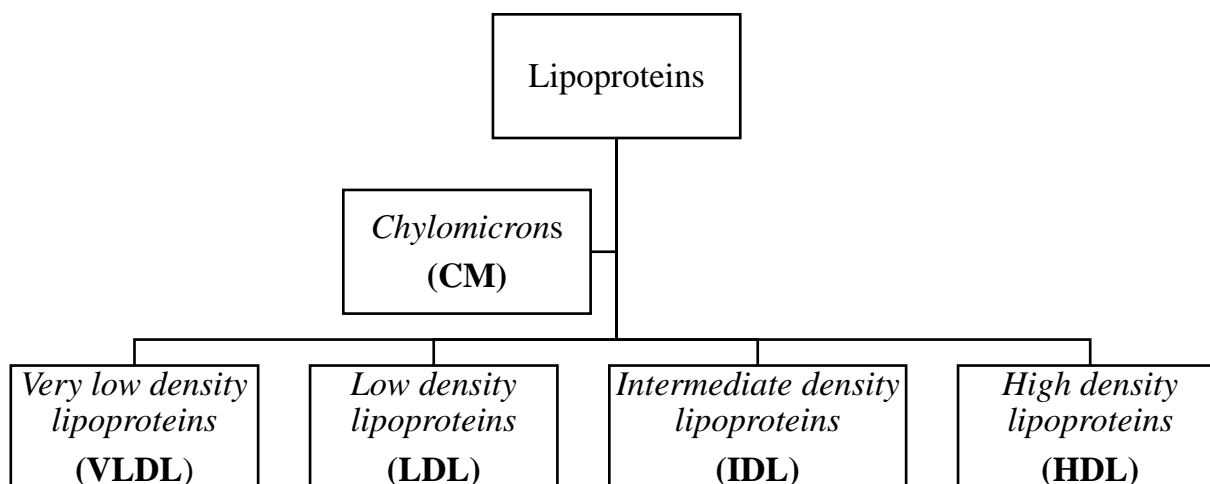 Lipoproteins
Chylomicrons
(CM)
Very low density
lipoproteins
(VLDL)
Low density
lipoproteins
(LDL)
Intermediate density
lipoproteins
(IDL)
High density
lipoproteins
(HDL)